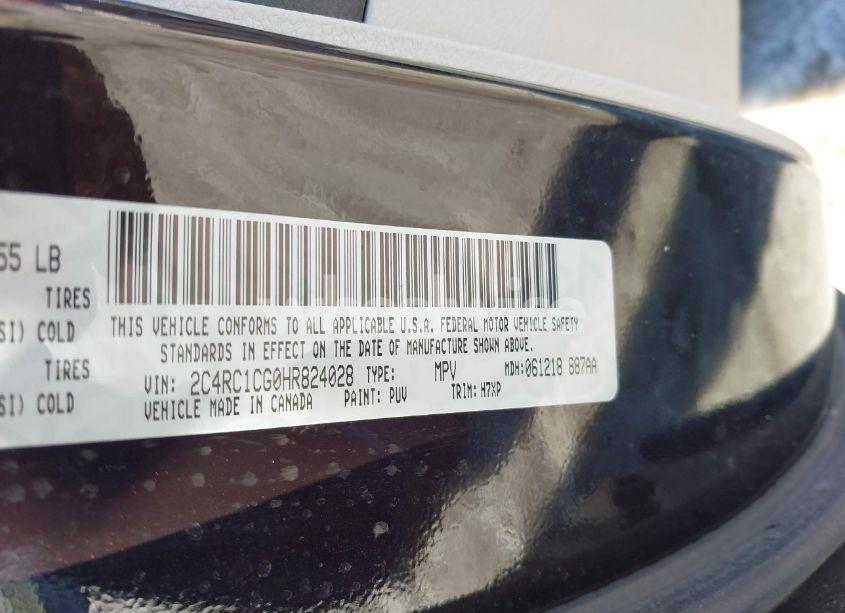 55 LB
TIRES
SI) COLD
TIRES
SI) COLD
THIS VEHICLE CONFORMS TO ALL APPLICABLE U.S.A. FEDERAL MOTOR VEHICLE SAFETY
STANDARDS IN EFFECT ON THE DATE OF MANUFACTURE SHOWN ABOVE.
VIN: 2C4RC1CG0HR824028 TYPE: MPV MDH:061218 887AA
VEHICLE MADE IN CANADA PAINT: PUV TRIM: H7XP